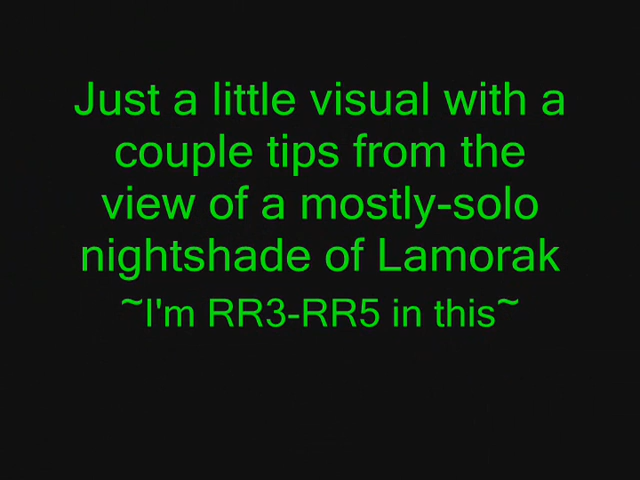 Just a little visual with a
couple tips from the
view of a mostly-solo
nightshade of Lamorak
~I'm RR3-RR5 in this~